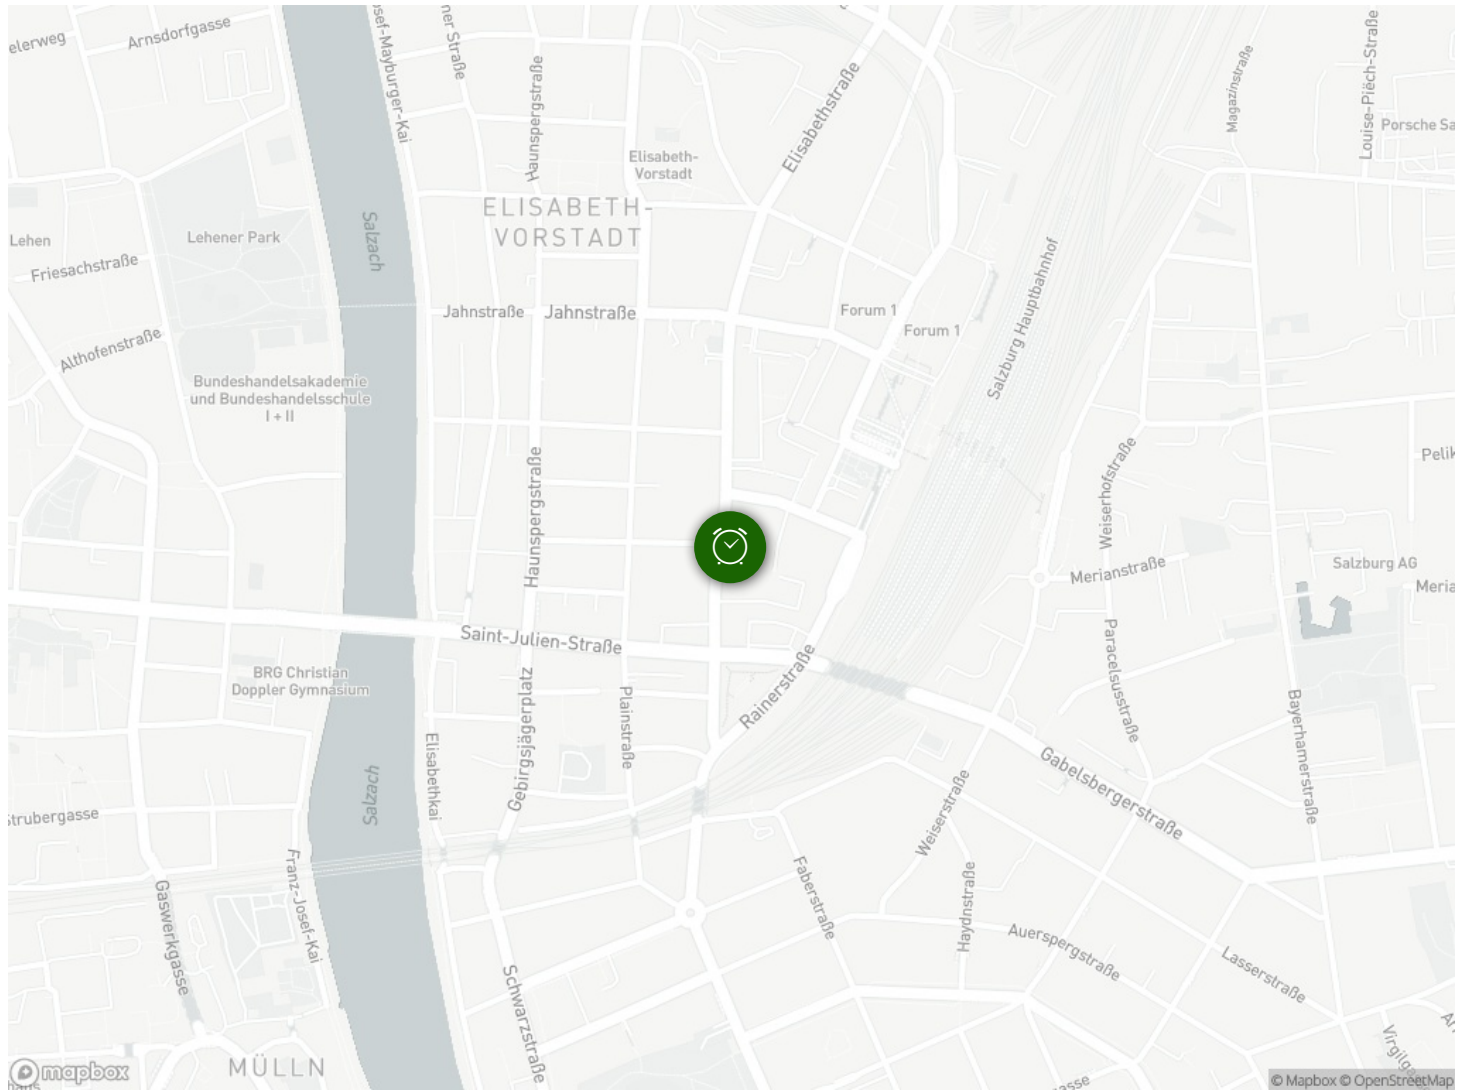 elerweg
Arnsdorfgasse
Haunspergstraße
Elisabethstraße
Magazinstraße
Louise-Piëch-Straße
Porsche Sa
Elisabeth-
Vorstadt
ELISABETH-
VORSTADT
Salzach
Lehener Park
Lehen
Friesachstraße
Salzburg Hauptbahnhof
Jahnstraße
Jahnstraße
Forum 1
Forum 1
Althofenstraße
Bundeshandelsakademie
und Bundeshandelsschule
I + II
Haunspergstraße
Weiserhofstraße
Pelik
Merianstraße
Salzburg AG
Meria
Saint-Julien-Straße
BRG Christian
Doppler Gymnasium
Paracelsusstraße
Rainerstraße
Plainstraße
Gebirgsjägerplatz
Elisabethkai
Salzach
Bayerhamerstraße
Gabelsbergerstraße
Weiserstraße
Strubergasse
Franz-Josef-Kai
Gaswerkgasse
Faberstraße
Haydnstraße
Auerspergstraße
Lasserstraße
Schwarzstraße
MÜLLN
mapbox
© Mapbox © OpenStreetMap